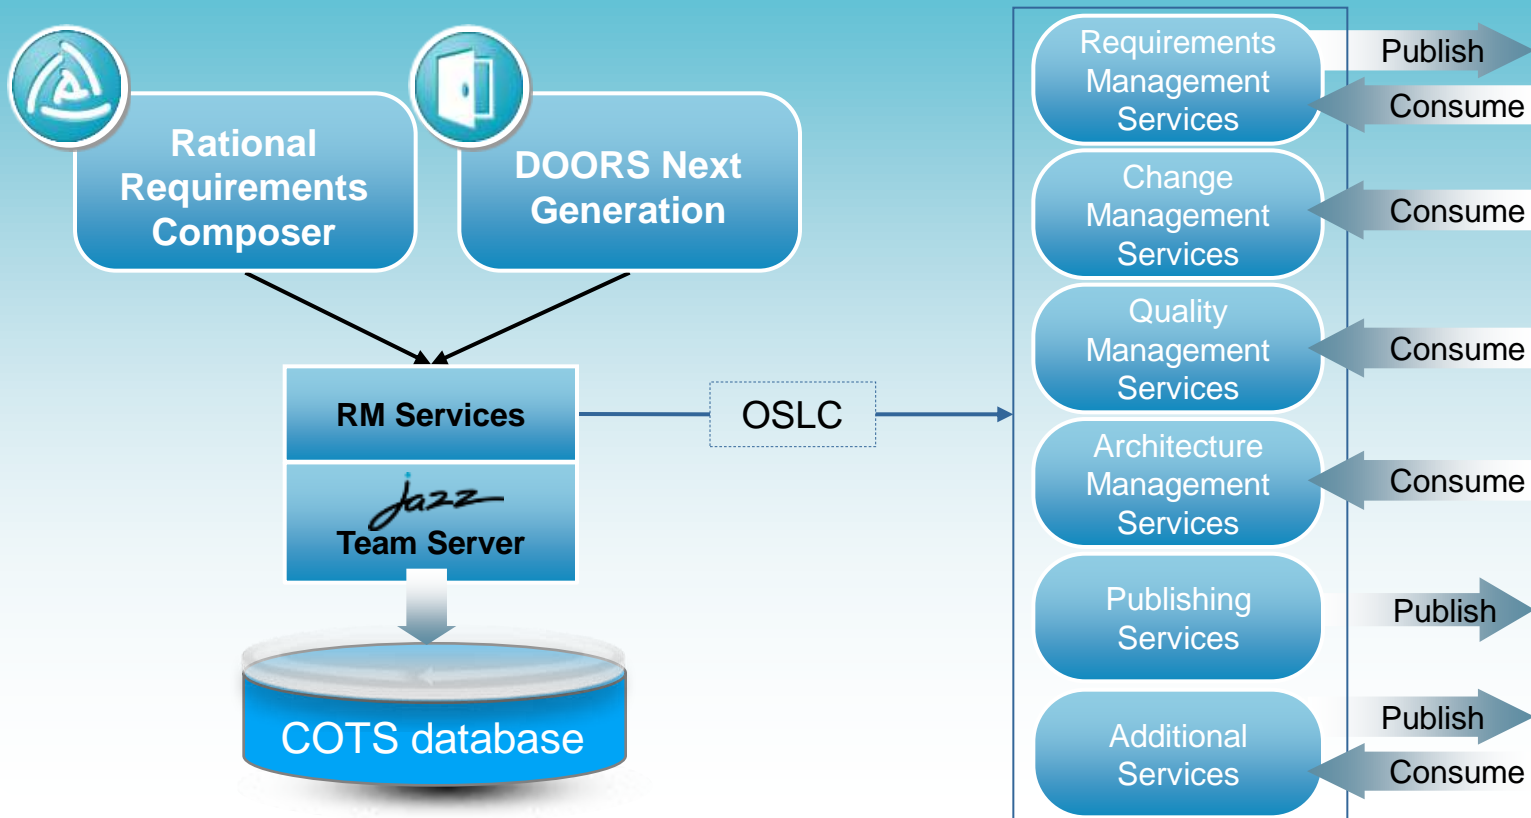 Rational
Requirements
Composer
DOORS Next
Generation
RM Services
jazz
Team Server
COTS database
OSLC
Requirements
Management
Services
Publish
Consume
Change
Management
Services
Consume
Quality
Management
Services
Consume
Architecture
Management
Services
Consume
Publishing
Services
Publish
Additional
Services
Publish
Consume